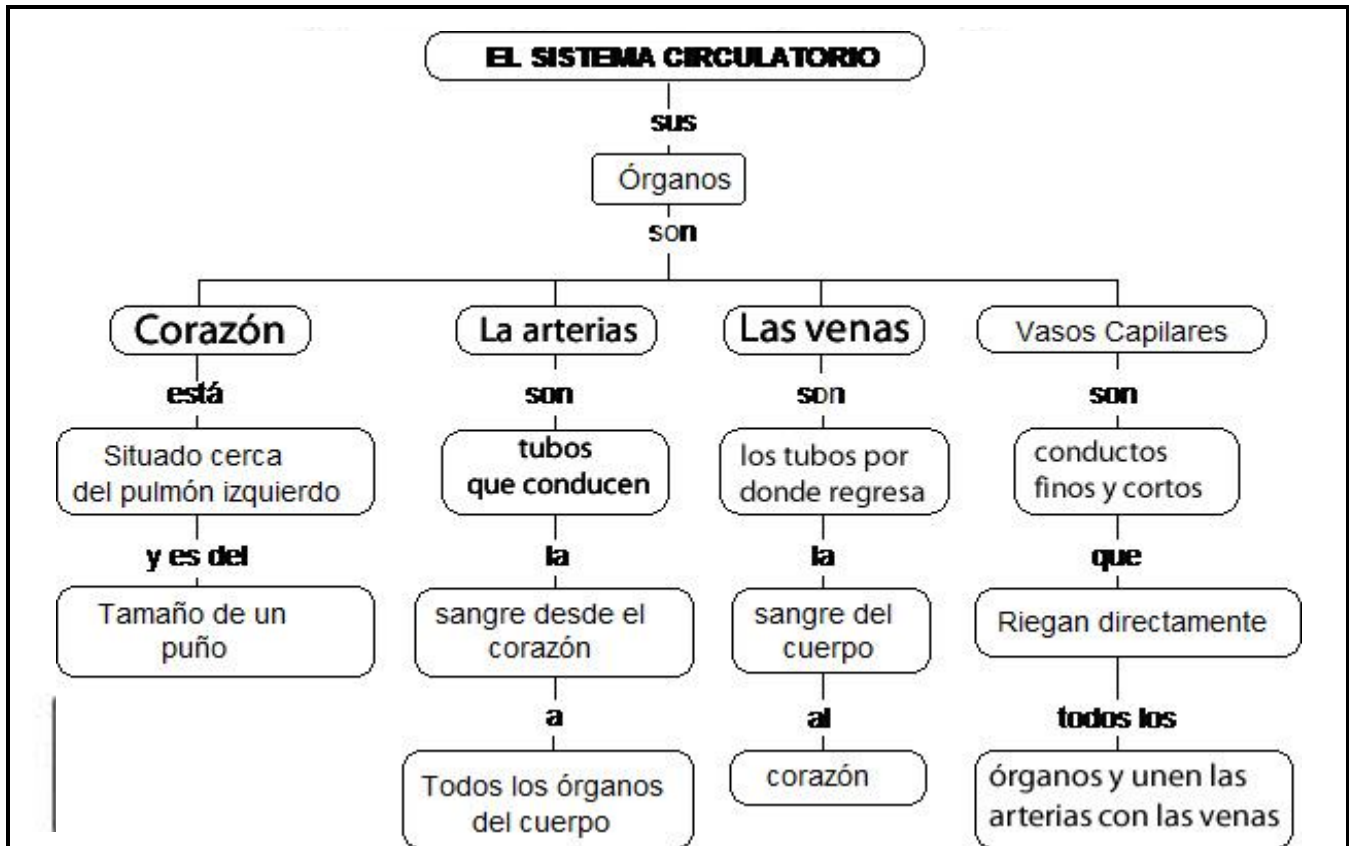 EL SISTEMA CIRCULATORIO
sus
Órganos
son
Corazón
está
Situado cerca
del pulmón izquierdo
y es del
Tamaño de un
puño
La arterias
son
tubos
que conducen
la
sangre desde el
corazón
a
Todos los órganos
del cuerpo
Las venas
son
los tubos por
donde regresa
la
sangre del
cuerpo
al
corazón
Vasos Capilares
son
conductos
finos y cortos
que
Riegan directamente
todos los
órganos y unen las
arterias con las venas